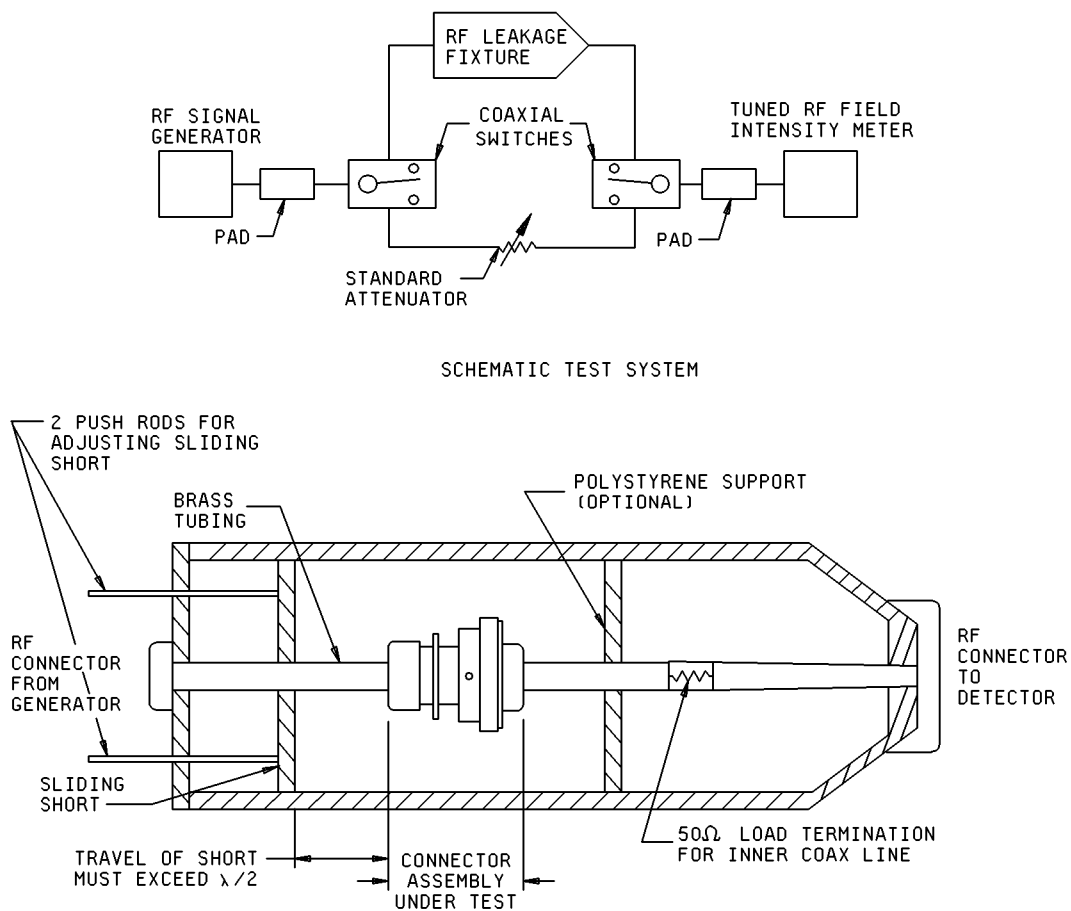 RF LEAKAGE
FIXTURE
RF SIGNAL
GENERATOR
COAXIAL
SWITCHES
TUNED RF FIELD
INTENSITY METER
PAD
PAD
STANDARD
ATTENUATOR
SCHEMATIC TEST SYSTEM
2 PUSH RODS FOR
ADJUSTING SLIDING
SHORT
BRASS
TUBING
POLYSTYRENE SUPPORT
(OPTIONAL)
RF
CONNECTOR
FROM
GENERATOR
RF
CONNECTOR
TO
DETECTOR
SLIDING
SHORT
50Ω LOAD TERMINATION
FOR INNER COAX LINE
TRAVEL OF SHORT
MUST EXCEED λ/2
CONNECTOR
ASSEMBLY
UNDER TEST